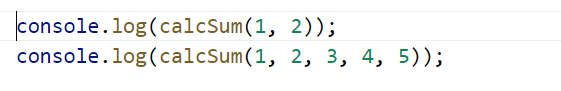 console.log(calcSum(1, 2));
console.log(calcSum(1, 2, 3, 4, 5));